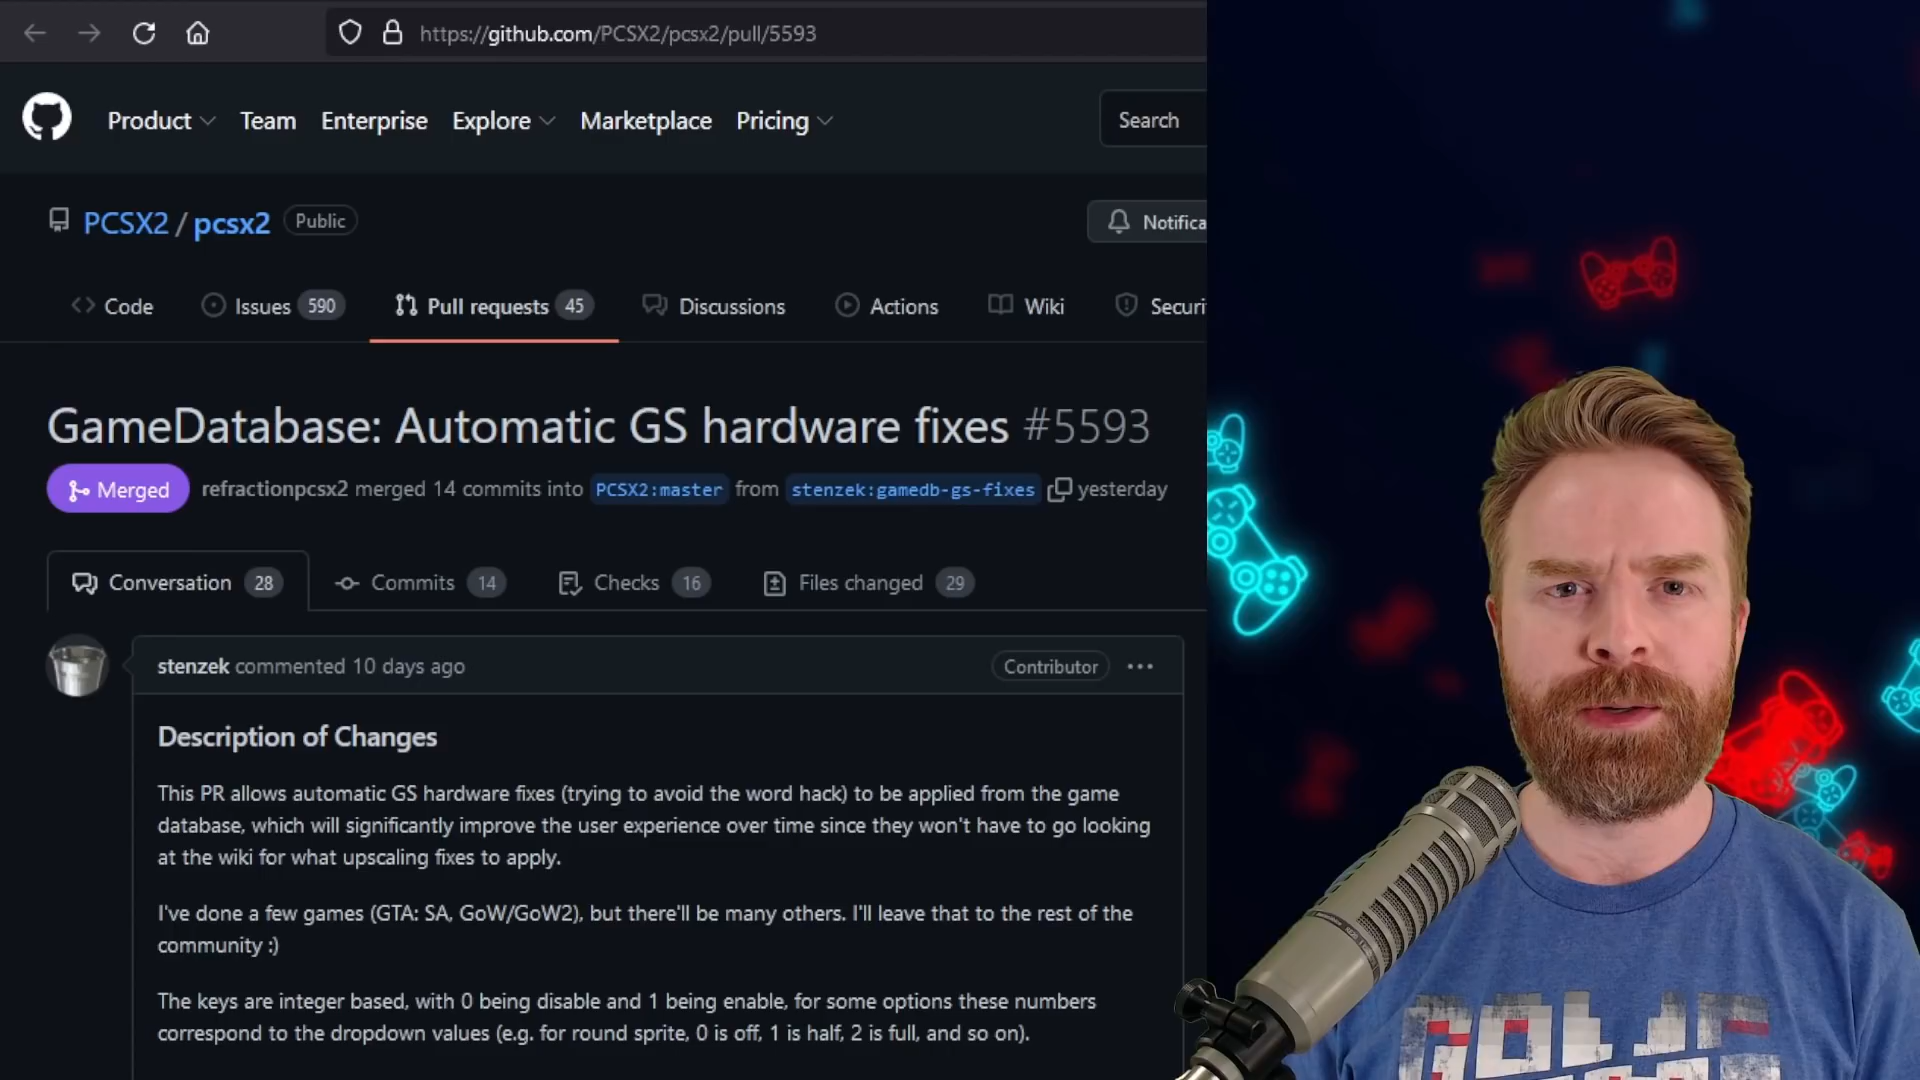 https://github.com/PCSX2/pcsx2/pull/5593
Product Team Enterprise Explore Marketplace Pricing Search
PCSX2 / pcsx2 Public Notifica
Code Issues 590 Pull requests 45 Discussions Actions Wiki Securi
GameDatabase: Automatic GS hardware fixes #5593
Merged refractionpcsx2 merged 14 commits into PCSX2:master from stenzek:gamedb-gs-fixes yesterday
Conversation 28 Commits 14 Checks 16 Files changed 29
stenzek commented 10 days ago Contributor
Description of Changes
This PR allows automatic GS hardware fixes (trying to avoid the word hack) to be applied from the game
database, which will significantly improve the user experience over time since they won't have to go looking
at the wiki for what upscaling fixes to apply.
I've done a few games (GTA: SA, GoW/GoW2), but there'll be many others. I'll leave that to the rest of the
community :)
The keys are integer based, with 0 being disable and 1 being enable, for some options these numbers
correspond to the dropdown values (e.g. for round sprite, 0 is off, 1 is half, 2 is full, and so on).